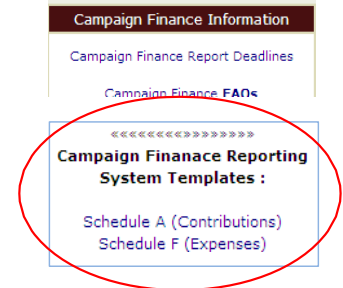 Campaign Finance Information
Campaign Finance Report Deadlines
Campaign Finance FAQs
«««««««»»»»»»»»
Campaign Finanace Reporting
System Templates :
Schedule A (Contributions)
Schedule F (Expenses)